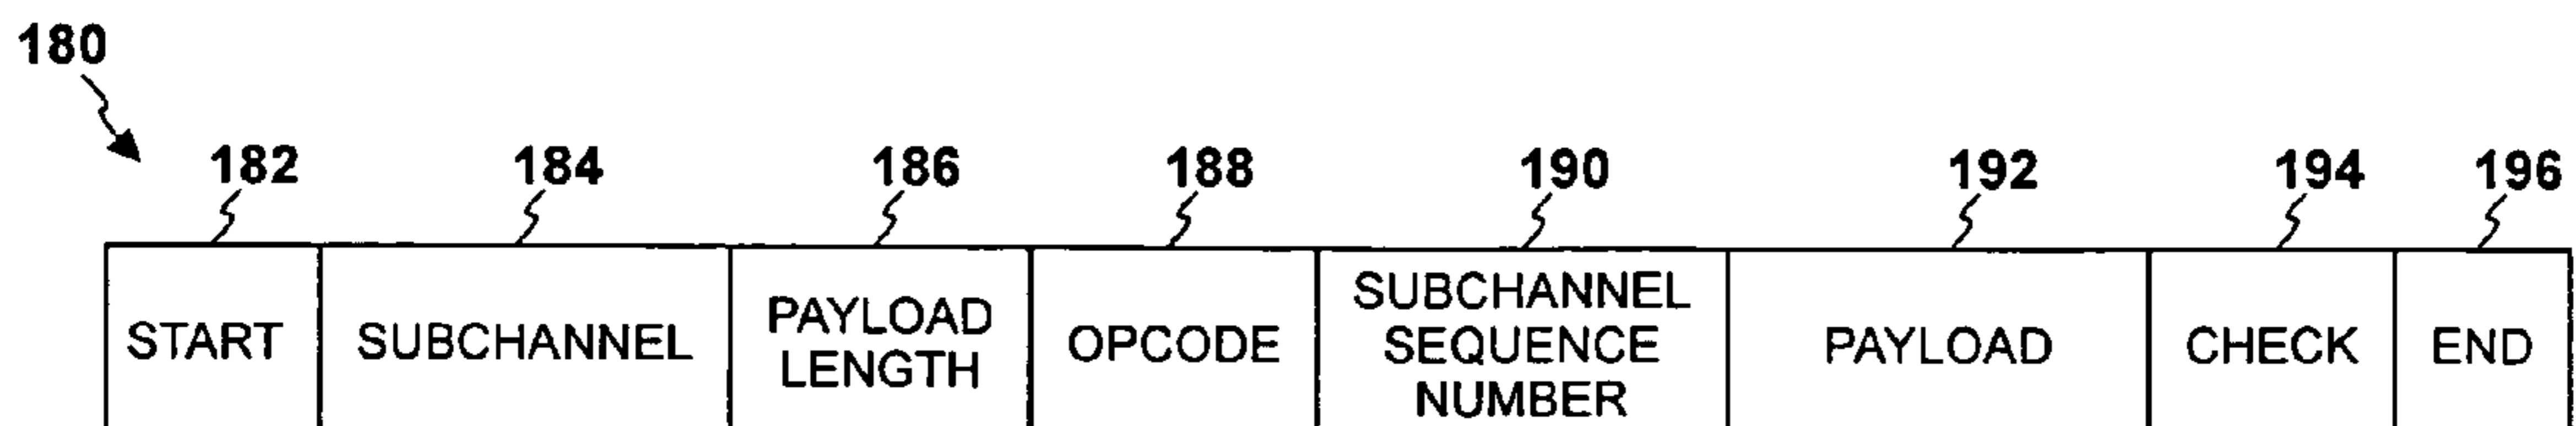 180
182 184 186 188 190 192 194 196
START SUBCHANNEL PAYLOAD LENGTH OPCODE SUBCHANNEL SEQUENCE NUMBER PAYLOAD CHECK END